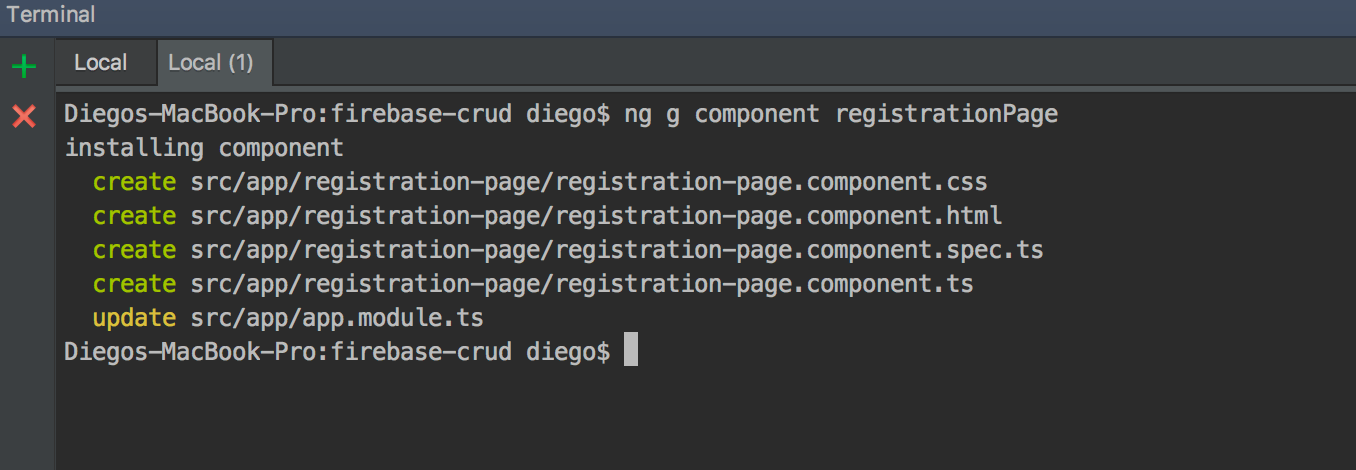 Terminal
Local Local (1)
Diegos-MacBook-Pro:firebase-crud diego$ ng g component registrationPage
installing component
create src/app/registration-page/registration-page.component.css
create src/app/registration-page/registration-page.component.html
create src/app/registration-page/registration-page.component.spec.ts
create src/app/registration-page/registration-page.component.ts
update src/app/app.module.ts
Diegos-MacBook-Pro:firebase-crud diego$